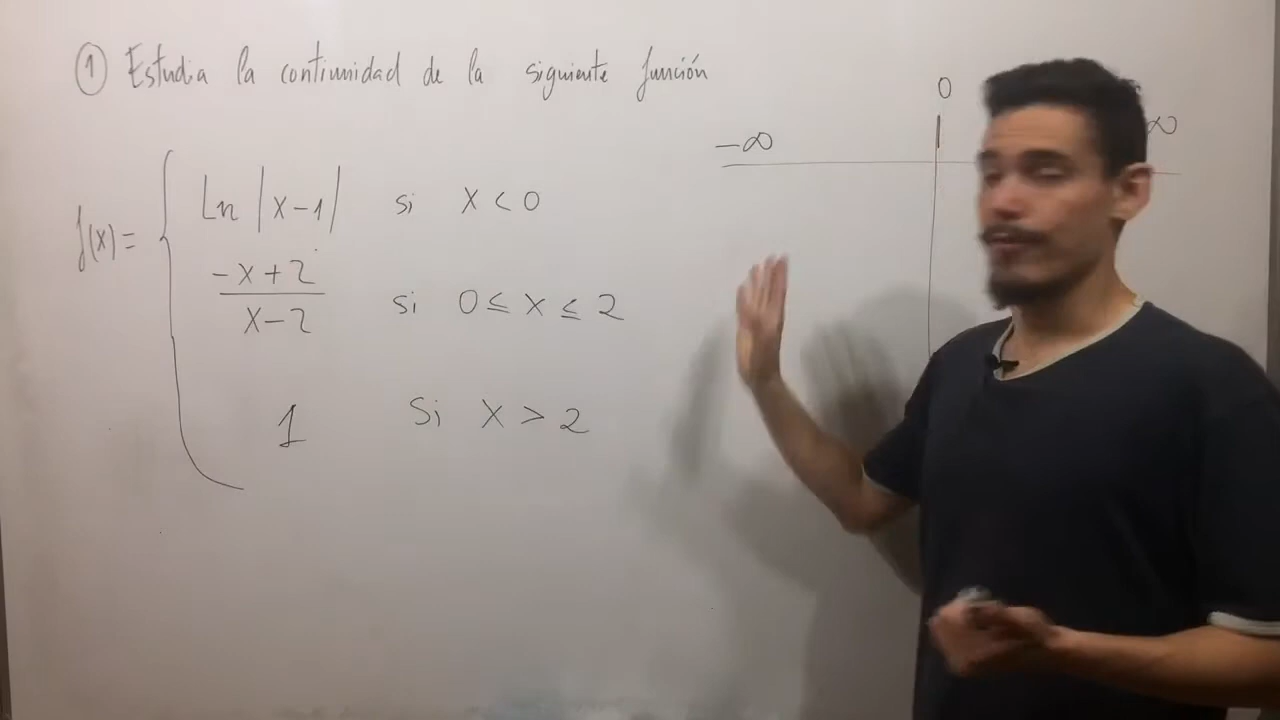 ① Estudia la continuidad de la siguiente función
f(x)=
Ln |x-1| si x < 0
-x+2
x-2
si 0 ≤ x ≤ 2
1 si x > 2
-∞ 0 ∞